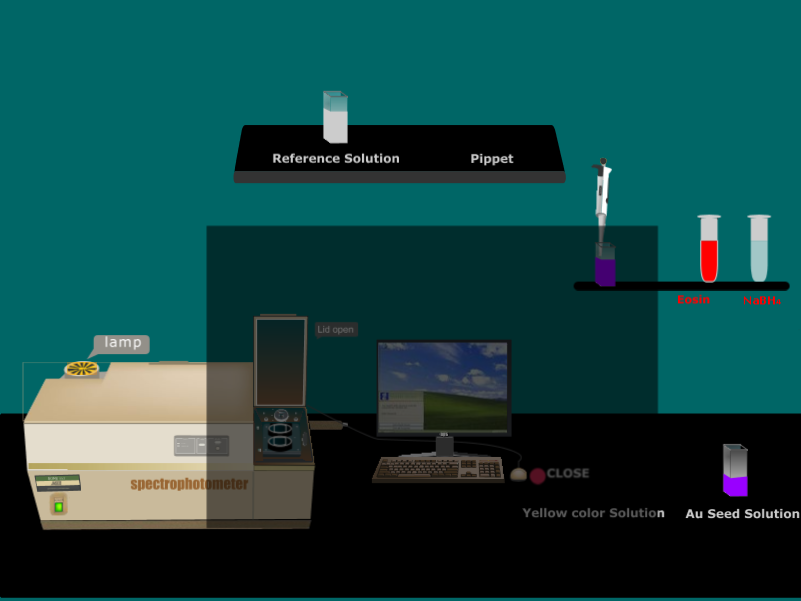 Reference Solution
Pippet
Eosin
NaBH₄
Lid open
lamp
CLOSE
spectrophotometer
Yellow color Solution
Au Seed Solution